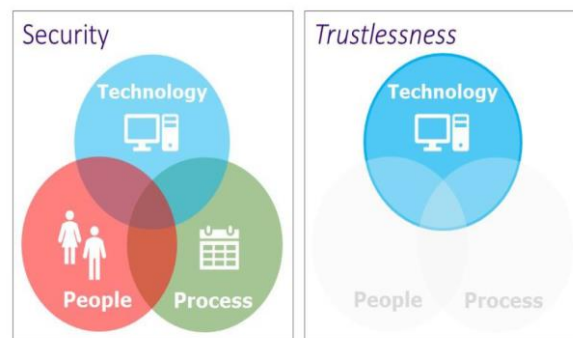 Security
Technology
People
Process
Trustlessness
Technology
People
Process